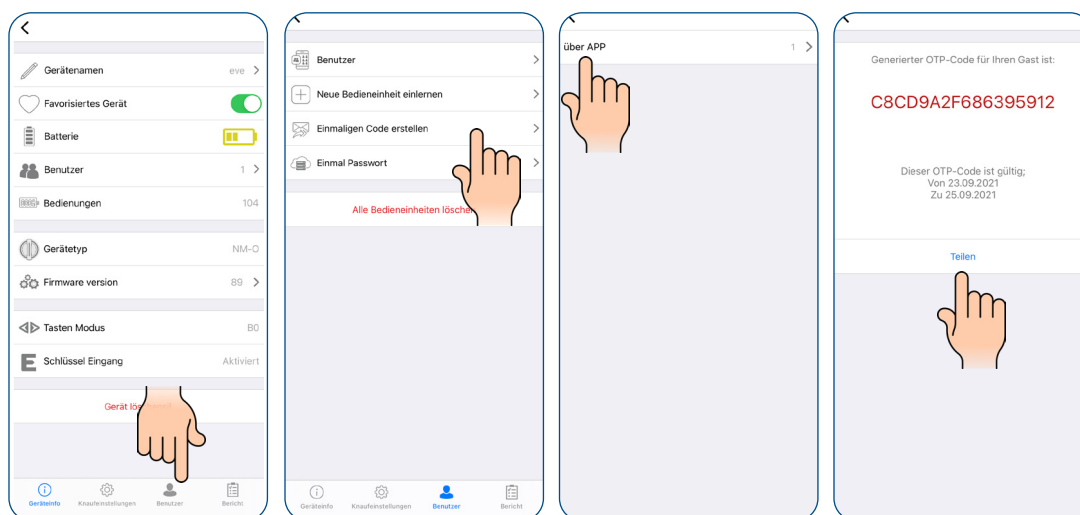 Gerätenamen eve
Favorisiertes Gerät
Batterie
Benutzer 1
Bedienungen 104
Gerätetyp NM-O
Firmware version 89
Tasten Modus B0
Schlüssel Eingang Aktiviert
Gerät
Geräteinfo Knaufeinstellungen Benutzer Bericht
Benutzer
Neue Bedieneinheit einlernen
Einmaligen Code erstellen
Einmal Passwort
Alle Bedieneinheiten löschen
Geräteinfo Knaufeinstellungen Benutzer Bericht
über APP 1
Generierter OTP-Code für Ihren Gast ist:
C8CD9A2F686395912
Dieser OTP-Code ist gültig;
Von 23.09.2021
Zu 25.09.2021
Teilen